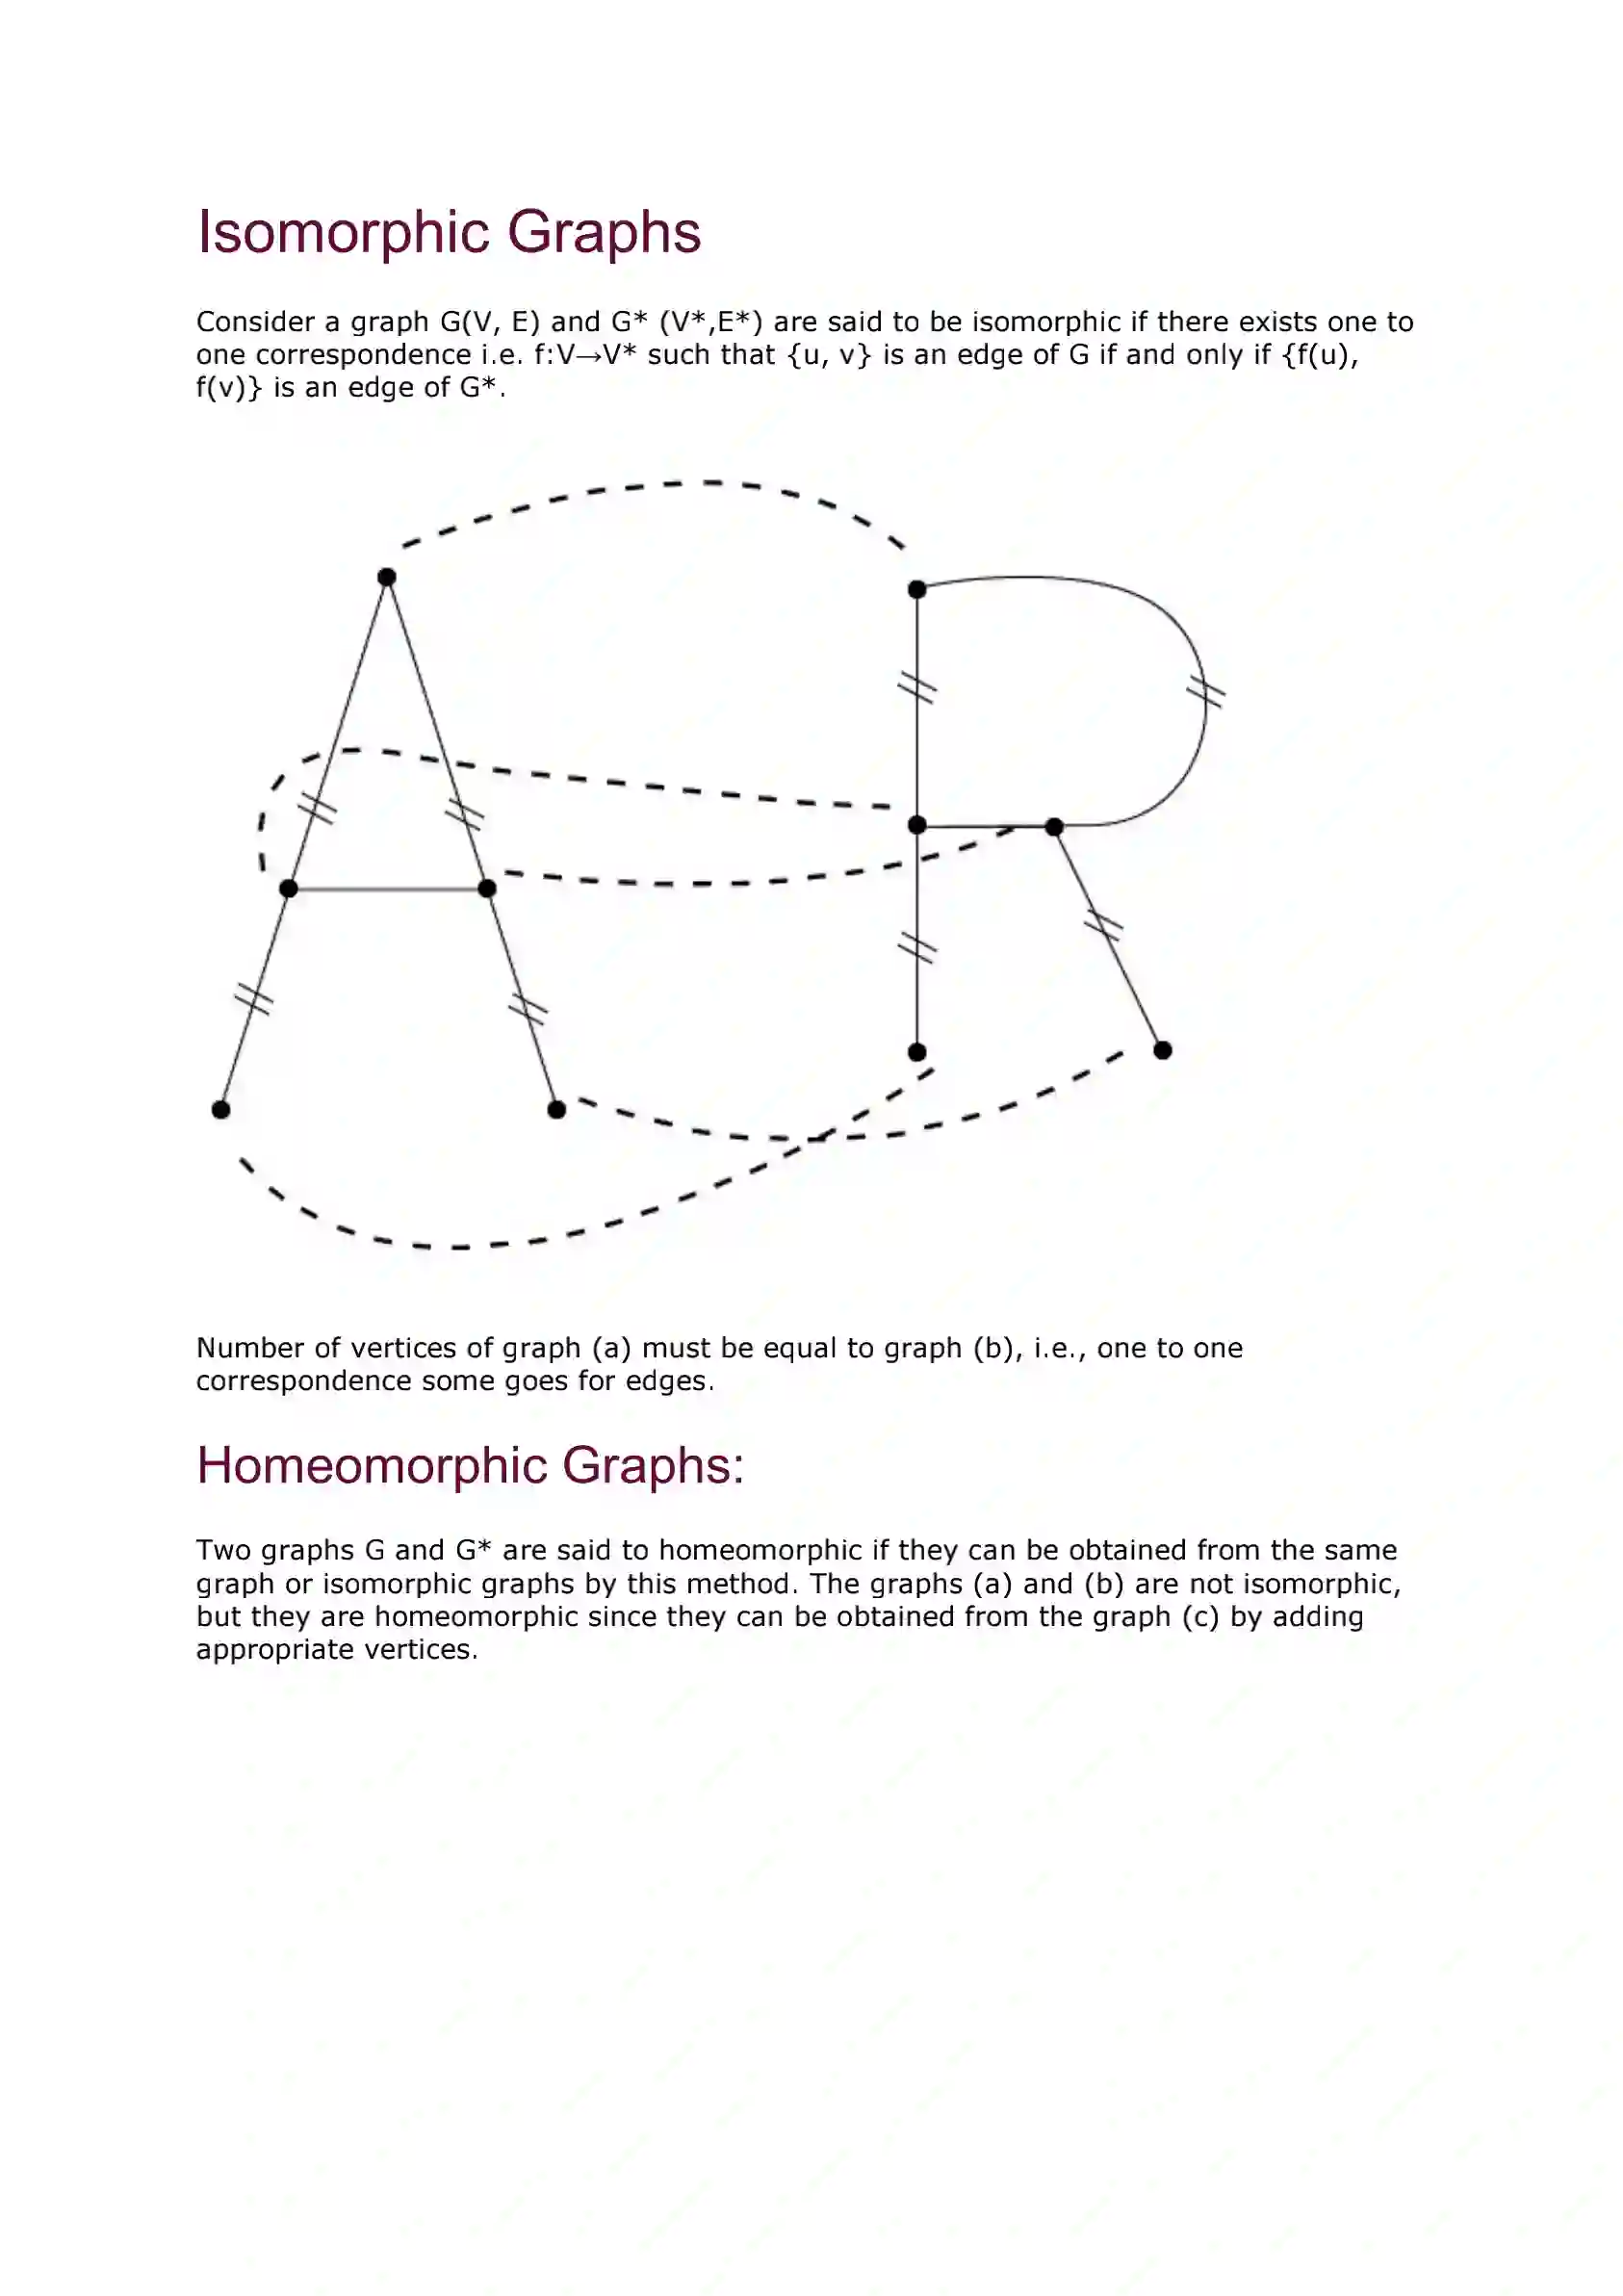 Isomorphic Graphs
Consider a graph G(V, E) and G* (V*,E*) are said to be isomorphic if there exists one to
one correspondence i.e. f:V→V* such that {u, v} is an edge of G if and only if {f(u),
f(v)} is an edge of G*.
Number of vertices of graph (a) must be equal to graph (b), i.e., one to one
correspondence some goes for edges.
Homeomorphic Graphs:
Two graphs G and G* are said to homeomorphic if they can be obtained from the same
graph or isomorphic graphs by this method. The graphs (a) and (b) are not isomorphic,
but they are homeomorphic since they can be obtained from the graph (c) by adding
appropriate vertices.